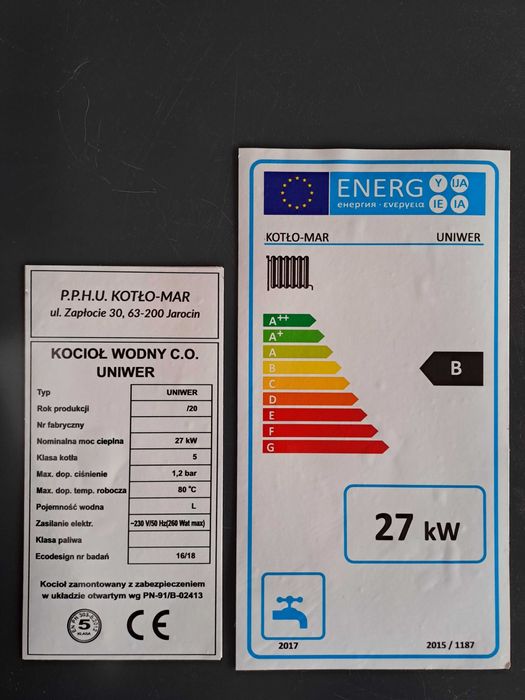 P.P.H.U. KOTŁO-MAR
ul. Zapłocie 30, 63-200 Jarocin
KOCIOŁ WODNY C.O.
UNIWER
Typ UNIWER
Rok produkcji /20
Nr fabryczny
Nominalna moc cieplna 27 kW
Klasa kotła 5
Max. dop. ciśnienie 1,2 bar
Max. dop. temp. robocza 80 °C
Pojemność wodna L
Zasilanie elektr. ~230 V/50 Hz(260 Wat max)
Klasa paliwa
Ecodesign nr badań 16/18
Kocioł zamontowany z zabezpieczeniem
w układzie otwartym wg PN-91/B-02413
5
KLASA
CE
ENERG Y IJA
енергия · ενεργεια IE IA
KOTŁO-MAR UNIWER
A++
A+
A
B
C
D
E
F
G
B
27 kW
2017 2015 / 1187